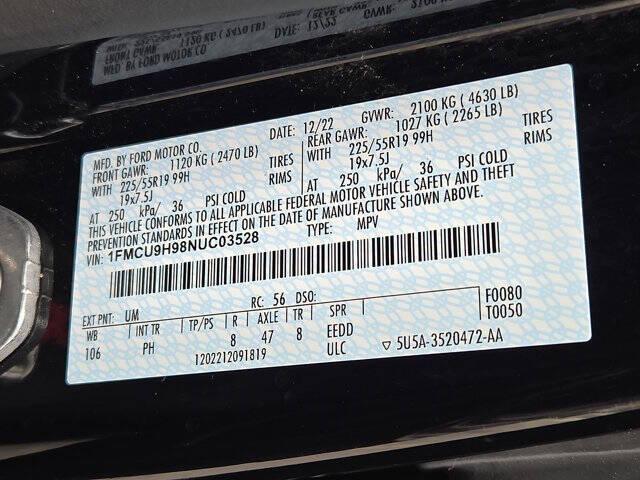 MFD. BY FORD MOTOR CO.
DATE: 12/22 GVWR: 2100 KG ( 4630 LB)
FRONT GAWR: 1120 KG ( 2470 LB) REAR GAWR: 1027 KG ( 2265 LB)
WITH 225/55R19 99H TIRES WITH 225/55R19 99H TIRES
19x7.5J RIMS 19x7.5J RIMS
AT 250 kPa/ 36 PSI COLD AT 250 kPa/ 36 PSI COLD
THIS VEHICLE CONFORMS TO ALL APPLICABLE FEDERAL MOTOR VEHICLE SAFETY AND THEFT
PREVENTION STANDARDS IN EFFECT ON THE DATE OF MANUFACTURE SHOWN ABOVE.
VIN: 1FMCU9H98NUC03528 TYPE: MPV
EXT PNT: UM RC: 56 DSO: F0080
WB INT TR TP/PS R AXLE TR SPR T0050
106 PH 8 47 8 EEDD
1202212091819 ULC ▽ 5U5A-3520472-AA